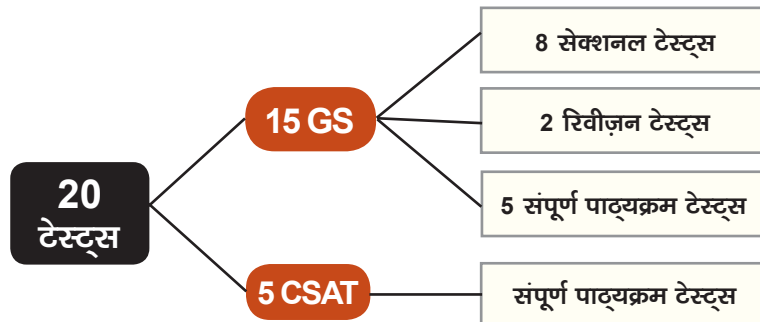 20
टेस्ट्स
15 GS
8 सेक्शनल टेस्ट्स
2 रिवीज़न टेस्ट्स
5 संपूर्ण पाठ्यक्रम टेस्ट्स
5 CSAT
संपूर्ण पाठ्यक्रम टेस्ट्स